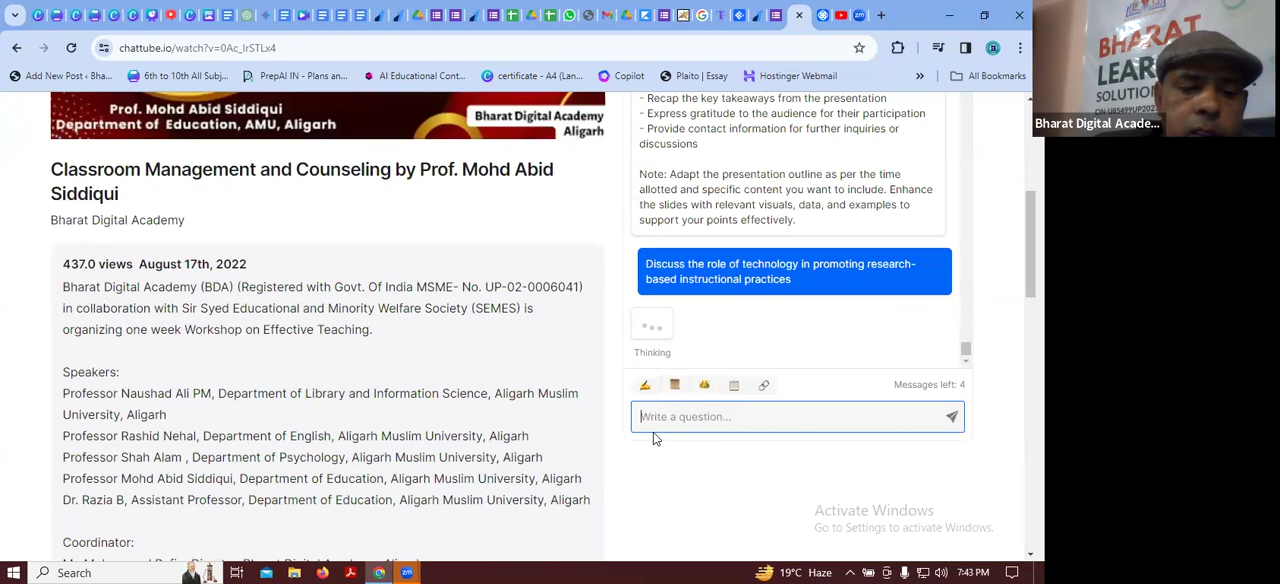 chattube.io/watch?v=0Ac_IrSTLx4
Add New Post ‹ Bha...
6th to 10th All Subj...
PrepAI IN - Plans an...
AI Educational Cont...
certificate - A4 (Lan...
Copilot
Plaito | Essay
Hostinger Webmail
»
All Bookmarks
Prof. Mohd Abid Siddiqui
Department of Education, AMU, Aligarh
Bharat Digital Academy
Aligarh
Classroom Management and Counseling by Prof. Mohd Abid
Siddiqui
Bharat Digital Academy
437.0 views August 17th, 2022
Bharat Digital Academy (BDA) (Registered with Govt. Of India MSME- No. UP-02-0006041)
in collaboration with Sir Syed Educational and Minority Welfare Society (SEMES) is
organizing one week Workshop on Effective Teaching.
Speakers:
Professor Naushad Ali PM, Department of Library and Information Science, Aligarh Muslim
University, Aligarh
Professor Rashid Nehal, Department of English, Aligarh Muslim University, Aligarh
Professor Shah Alam , Department of Psychology, Aligarh Muslim University, Aligarh
Professor Mohd Abid Siddiqui, Department of Education, Aligarh Muslim University, Aligarh
Dr. Razia B, Assistant Professor, Department of Education, Aligarh Muslim University, Aligarh
Coordinator:
- Recap the key takeaways from the presentation
- Express gratitude to the audience for their participation
- Provide contact information for further inquiries or
discussions
Note: Adapt the presentation outline as per the time
allotted and specific content you want to include. Enhance
the slides with relevant visuals, data, and examples to
support your points effectively.
Discuss the role of technology in promoting research-
based instructional practices
Thinking
Messages left: 4
Write a question...
Activate Windows
Go to Settings to activate Windows.
BHARAT
LEAR
SOLUTION
Bharat Digital Acade...
Search
19°C Haze
7:43 PM